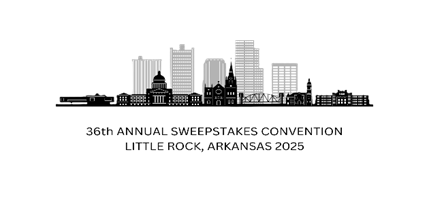 36th ANNUAL SWEEPSTAKES CONVENTION
LITTLE ROCK, ARKANSAS 2025